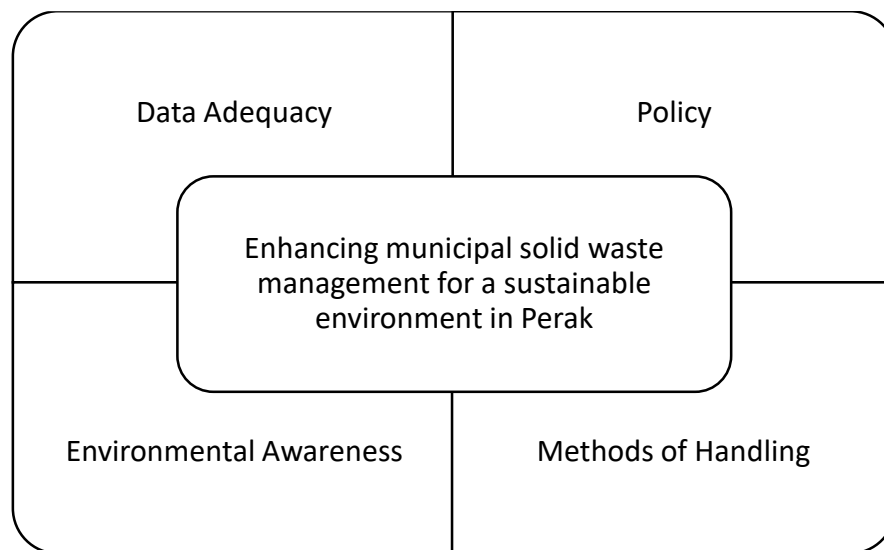 Data Adequacy
Policy
Enhancing municipal solid waste
management for a sustainable
environment in Perak
Environmental Awareness
Methods of Handling